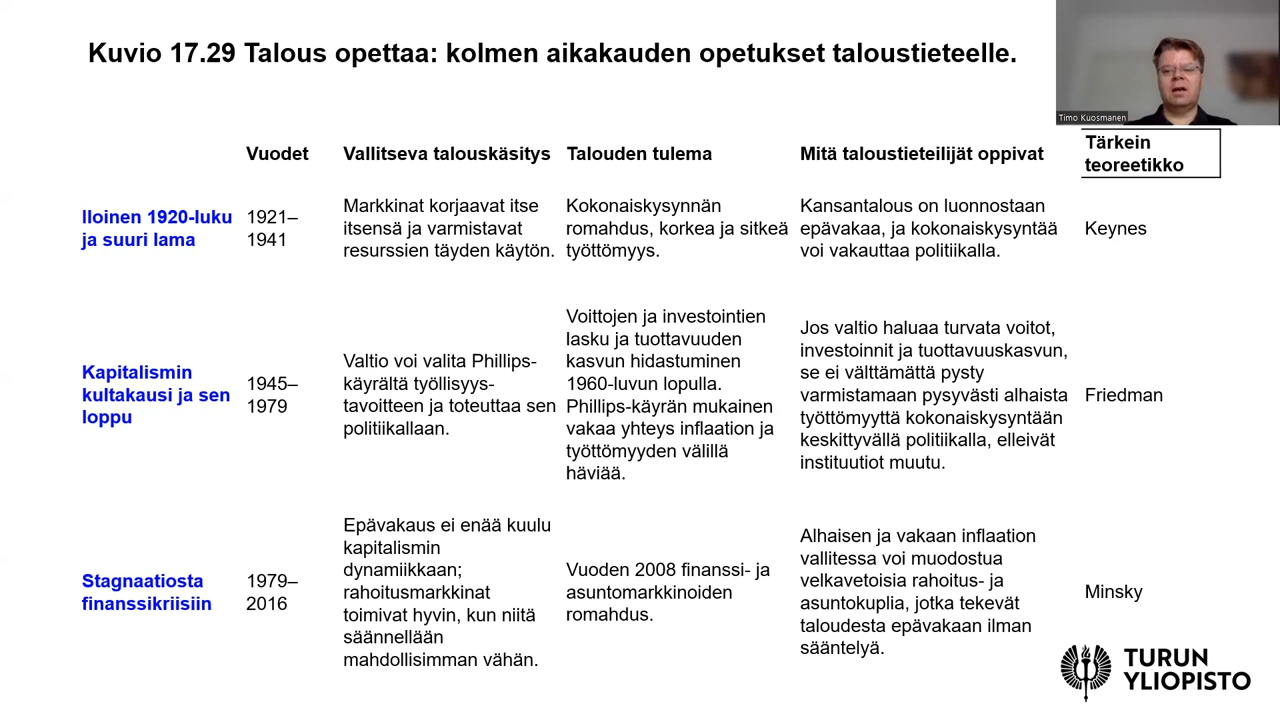 Kuvio 17.29 Talous opettaa: kolmen aikakauden opetukset taloustieteelle.
Timo Kuosmanen
Vuodet
Vallitseva talouskäsitys
Talouden tulema
Mitä taloustieteilijät oppivat
Tärkein
teoreetikko
Iloinen 1920-luku
ja suuri lama
1921–
1941
Markkinat korjaavat itse
itsensä ja varmistavat
resurssien täyden käytön.
Kokonaiskysynnän
romahdus, korkea ja sitkeä
työttömyys.
Kansantalous on luonnostaan
epävakaa, ja kokonaiskysyntää
voi vakauttaa politiikalla.
Keynes
Kapitalismin
kultakausi ja sen
loppu
1945–
1979
Valtio voi valita Phillips-
käyrältä työllisyys-
tavoitteen ja toteuttaa sen
politiikallaan.
Voittojen ja investointien
lasku ja tuottavuuden
kasvun hidastuminen
1960-luvun lopulla.
Phillips-käyrän mukainen
vakaa yhteys inflaation ja
työttömyyden välillä
häviää.
Jos valtio haluaa turvata voitot,
investoinnit ja tuottavuuskasvun,
se ei välttämättä pysty
varmistamaan pysyvästi alhaista
työttömyyttä kokonaiskysyntään
keskittyvällä politiikalla, elleivät
instituutiot muutu.
Friedman
Stagnaatiosta
finanssikriisiin
1979–
2016
Epävakaus ei enää kuulu
kapitalismin
dynamiikkaan;
rahoitusmarkkinat
toimivat hyvin, kun niitä
säännellään
mahdollisimman vähän.
Vuoden 2008 finanssi- ja
asuntomarkkinoiden
romahdus.
Alhaisen ja vakaan inflaation
vallitessa voi muodostua
velkavetoisia rahoitus- ja
asuntokuplia, jotka tekevät
taloudesta epävakaan ilman
sääntelyä.
Minsky
TURUN
YLIOPISTO